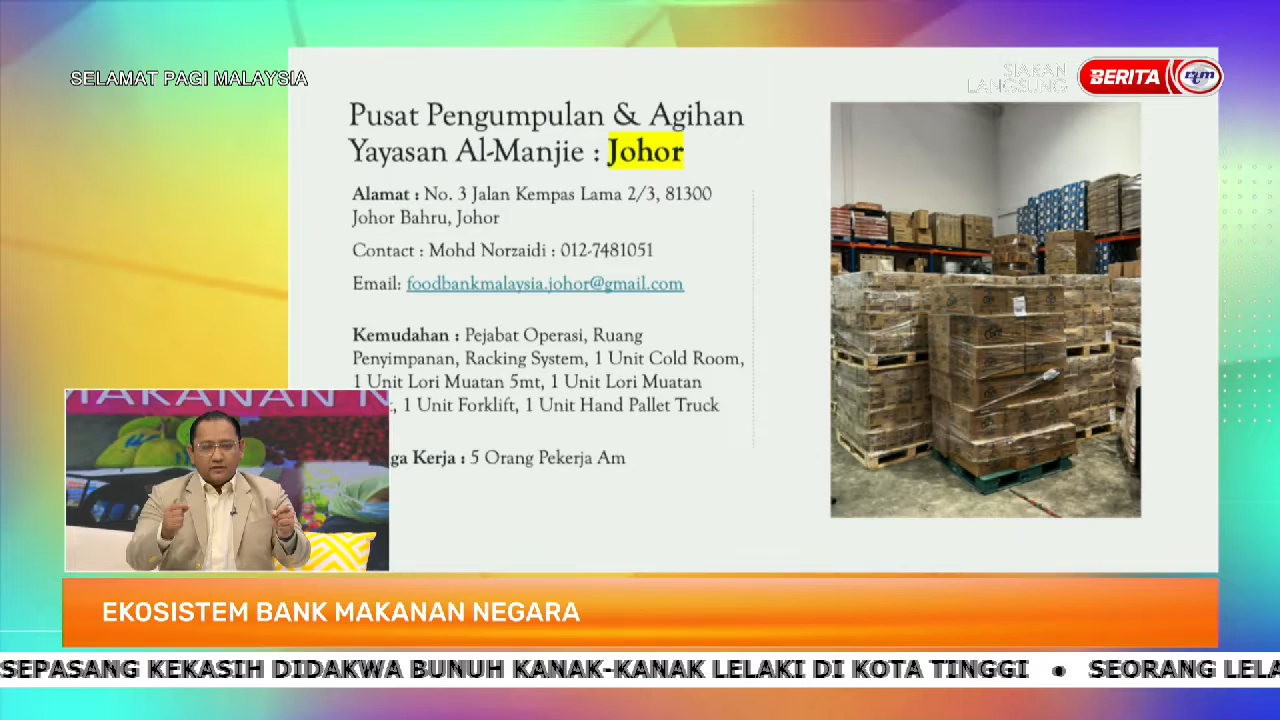 SELAMAT PAGI MALAYSIA
SIARAN
LANGSUNG
BERITA rtm
Pusat Pengumpulan & Agihan
Yayasan Al-Manjie : Johor
Alamat : No. 3 Jalan Kempas Lama 2/3, 81300
Johor Bahru, Johor
Contact : Mohd Norzaidi : 012-7481051
Email: foodbankmalaysia.johor@gmail.com
Kemudahan : Pejabat Operasi, Ruang
Penyimpanan, Racking System, 1 Unit Cold Room,
1 Unit Lori Muatan 5mt, 1 Unit Lori Muatan
, 1 Unit Forklift, 1 Unit Hand Pallet Truck
ga Kerja : 5 Orang Pekerja Am
MAKANAN N
EKOSISTEM BANK MAKANAN NEGARA
SEPASANG KEKASIH DIDAKWA BUNUH KANAK-KANAK LELAKI DI KOTA TINGGI • SEORANG LELA